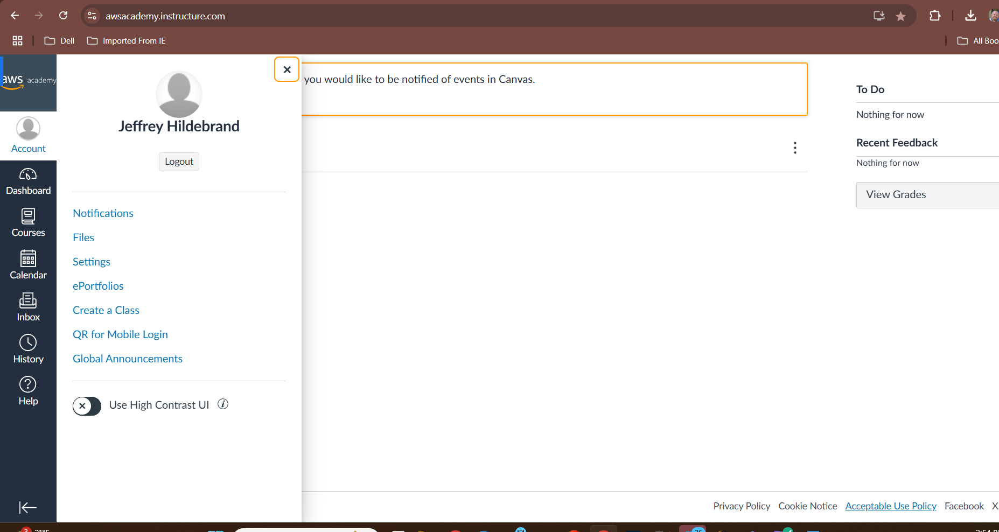 awsacademy.instructure.com
Dell
Imported From IE
All Boo
aws academy
Account
Dashboard
Courses
Calendar
Inbox
History
Help
Jeffrey Hildebrand
Logout
Notifications
Files
Settings
ePortfolios
Create a Class
QR for Mobile Login
Global Announcements
Use High Contrast UI
you would like to be notified of events in Canvas.
To Do
Nothing for now
Recent Feedback
Nothing for now
View Grades
Privacy Policy Cookie Notice Acceptable Use Policy Facebook X
3